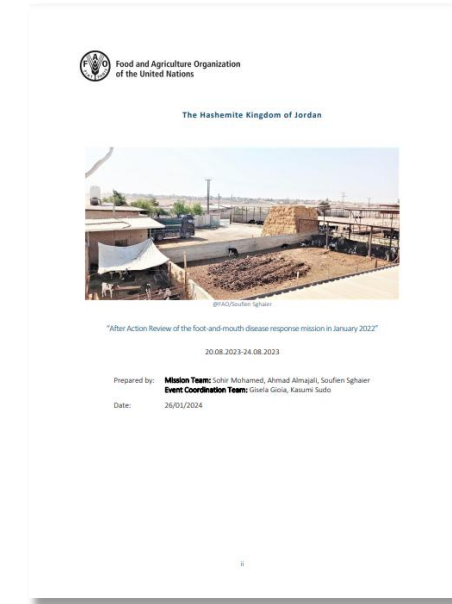 FAO
FIAT PANIS
Food and Agriculture Organization
of the United Nations
The Hashemite Kingdom of Jordan
@FAO/Soufien Sghaier
"After Action Review of the foot-and-mouth disease response mission in January 2022"
20.08.2023-24.08.2023
Prepared by: Mission Team: Sohir Mohamed, Ahmad Almajali, Soufien Sghaier
Event Coordination Team: Gisela Gioia, Kasumi Sudo
Date: 26/01/2024
ii